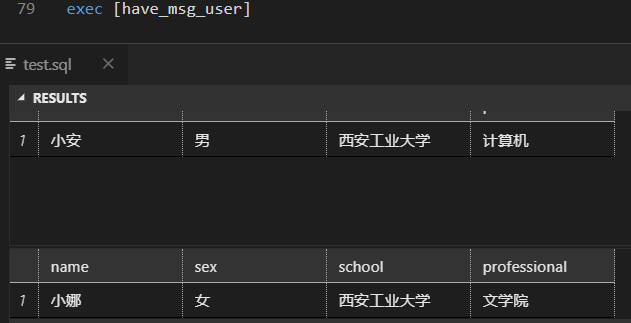 79 exec [have_msg_user]
test.sql
RESULTS
1 小安 男 西安工业大学 计算机
name sex school professional
1 小娜 女 西安工业大学 文学院